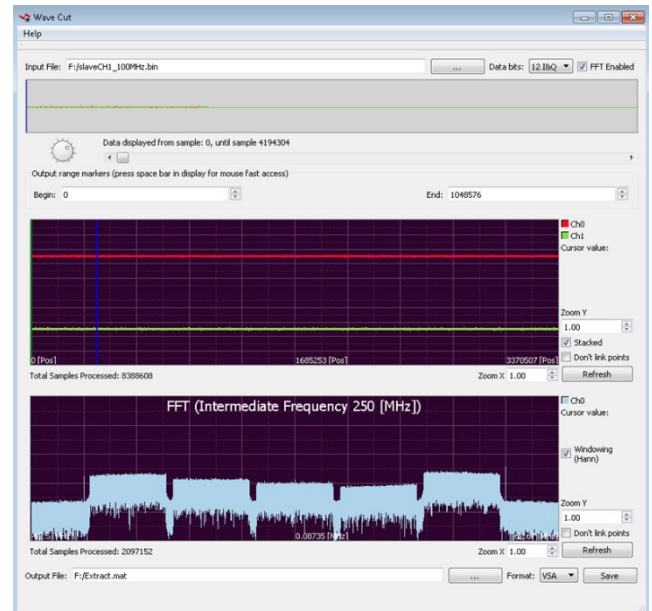 Wave Cut
Help
Input File: F:/slaveCH1_100MHz.bin ... Data bits: 12 I&Q FFT Enabled
Data displayed from sample: 0, until sample 4194304
Output range markers (press space bar in display for mouse fast access)
Begin: 0 End: 1048576
Ch0
Ch1
Cursor value:
Zoom Y
1.00
Stacked
0 [Pos] 1685253 [Pos] 3370507 [Pos] Don't link points
Total Samples Processed: 8388608 Zoom X 1.00 Refresh
FFT (Intermediate Frequency 250 [MHz]) Ch0
Cursor value:
Windowing
(Hann)
Zoom Y
1.00
0.08735 [MHz] Don't link points
Total Samples Processed: 2097152 Zoom X 1.00 Refresh
Output File: F:/Extract.mat ... Format: VSA Save